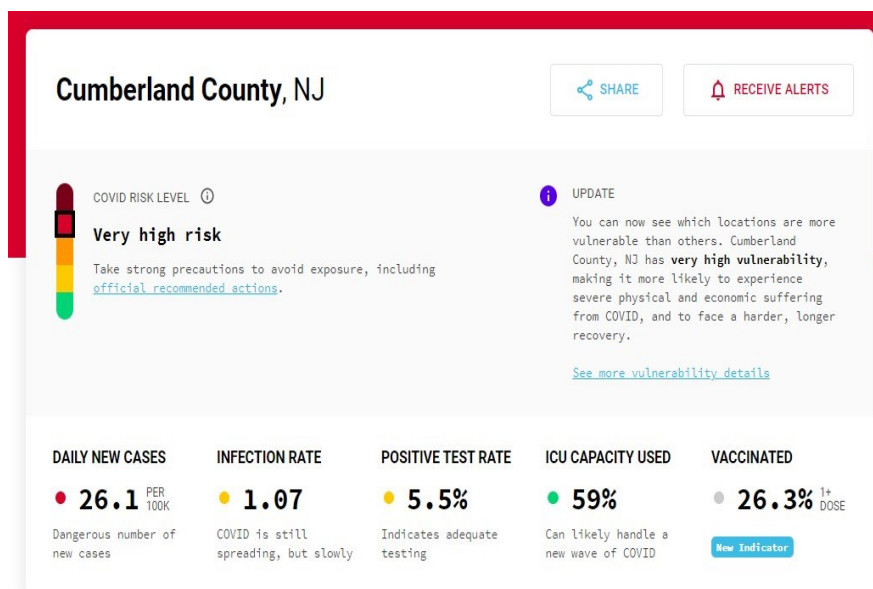 Cumberland County, NJ
SHARE
RECEIVE ALERTS
COVID RISK LEVEL
Very high risk
Take strong precautions to avoid exposure, including
official recommended actions.
UPDATE
You can now see which locations are more
vulnerable than others. Cumberland
County, NJ has very high vulnerability,
making it more likely to experience
severe physical and economic suffering
from COVID, and to face a harder, longer
recovery.
See more vulnerability details
DAILY NEW CASES
26.1 PER 100K
Dangerous number of
new cases
INFECTION RATE
1.07
COVID is still
spreading, but slowly
POSITIVE TEST RATE
5.5%
Indicates adequate
testing
ICU CAPACITY USED
59%
Can likely handle a
new wave of COVID
VACCINATED
26.3% 1+ DOSE
New Indicator